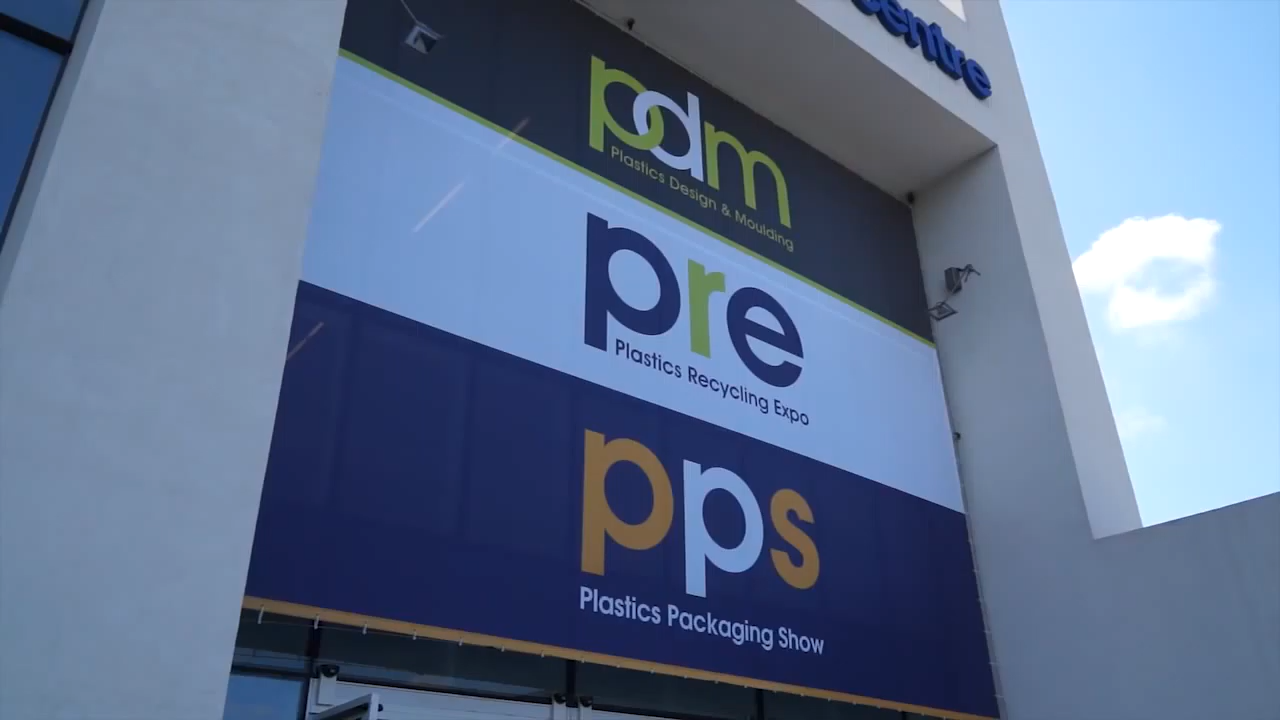 centre
pdm
Plastics Design & Moulding
pre
Plastics Recycling Expo
pps
Plastics Packaging Show